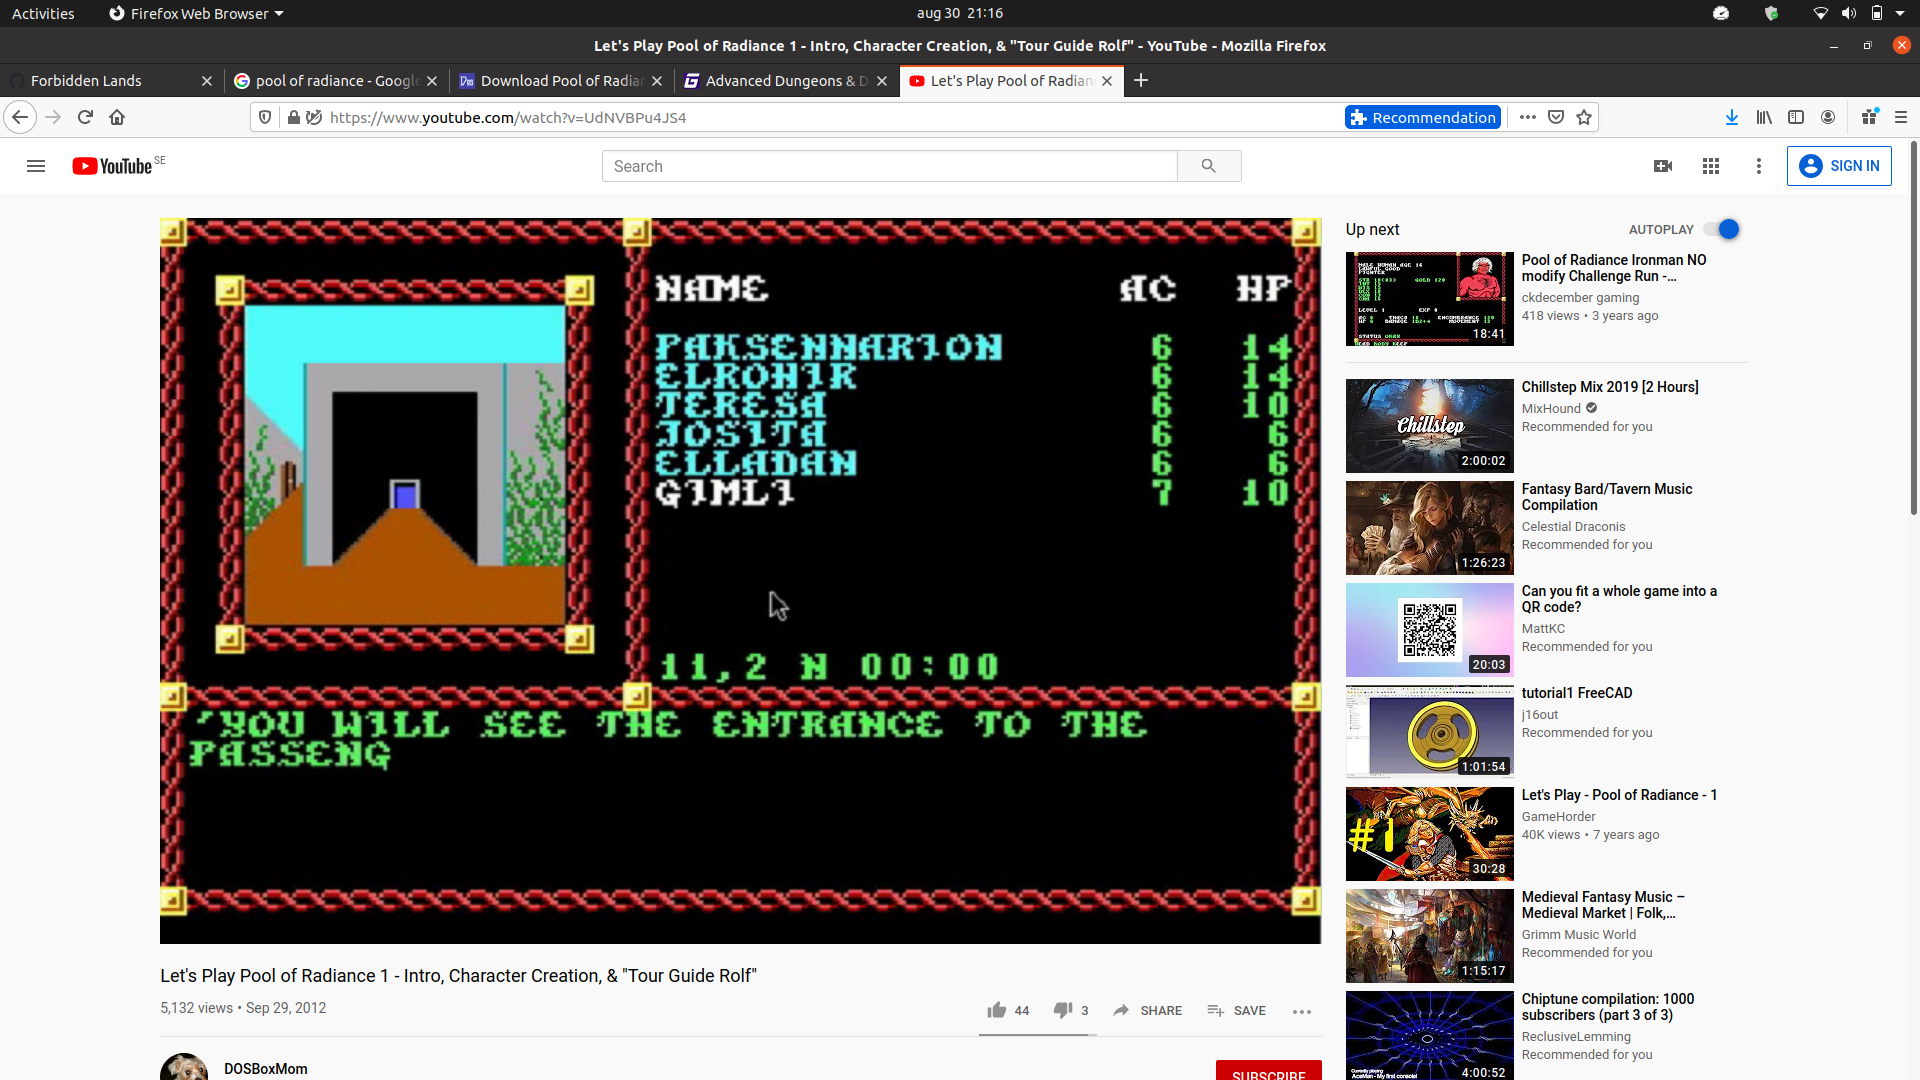 Activities
Firefox Web Browser
aug 30 21:16
Let's Play Pool of Radiance 1 - Intro, Character Creation, & "Tour Guide Rolf" - YouTube - Mozilla Firefox
Forbidden Lands
pool of radiance - Google
Download Pool of Radian
Advanced Dungeons & D
Let's Play Pool of Radian
https://www.youtube.com/watch?v=UdNVBPu4JS4
Recommendation
YouTube SE
Search
SIGN IN
NAME AC HP
PAKSENNARION 6 14
ELROHIR 6 14
TERESA 6 10
JOSITA 6 6
ELLADAN 6 6
GIMLI 7 10
11,2 N 00:00
'YOU WILL SEE THE ENTRANCE TO THE
PASSENG
Let's Play Pool of Radiance 1 - Intro, Character Creation, & "Tour Guide Rolf"
5,132 views • Sep 29, 2012
44
3
SHARE
SAVE
DOSBoxMom
SUBSCRIBE
Up next
AUTOPLAY
18:41
Pool of Radiance Ironman NO
modify Challenge Run -...
ckdecember gaming
418 views • 3 years ago
Chillstep
2:00:02
Chillstep Mix 2019 [2 Hours]
MixHound
Recommended for you
1:26:23
Fantasy Bard/Tavern Music
Compilation
Celestial Draconis
Recommended for you
20:03
Can you fit a whole game into a
QR code?
MattKC
Recommended for you
1:01:54
tutorial1 FreeCAD
j16out
Recommended for you
#1
30:28
Let's Play - Pool of Radiance - 1
GameHorder
40K views • 7 years ago
1:15:17
Medieval Fantasy Music –
Medieval Market | Folk,...
Grimm Music World
Recommended for you
4:00:52
Chiptune compilation: 1000
subscribers (part 3 of 3)
ReclusiveLemming
Recommended for you